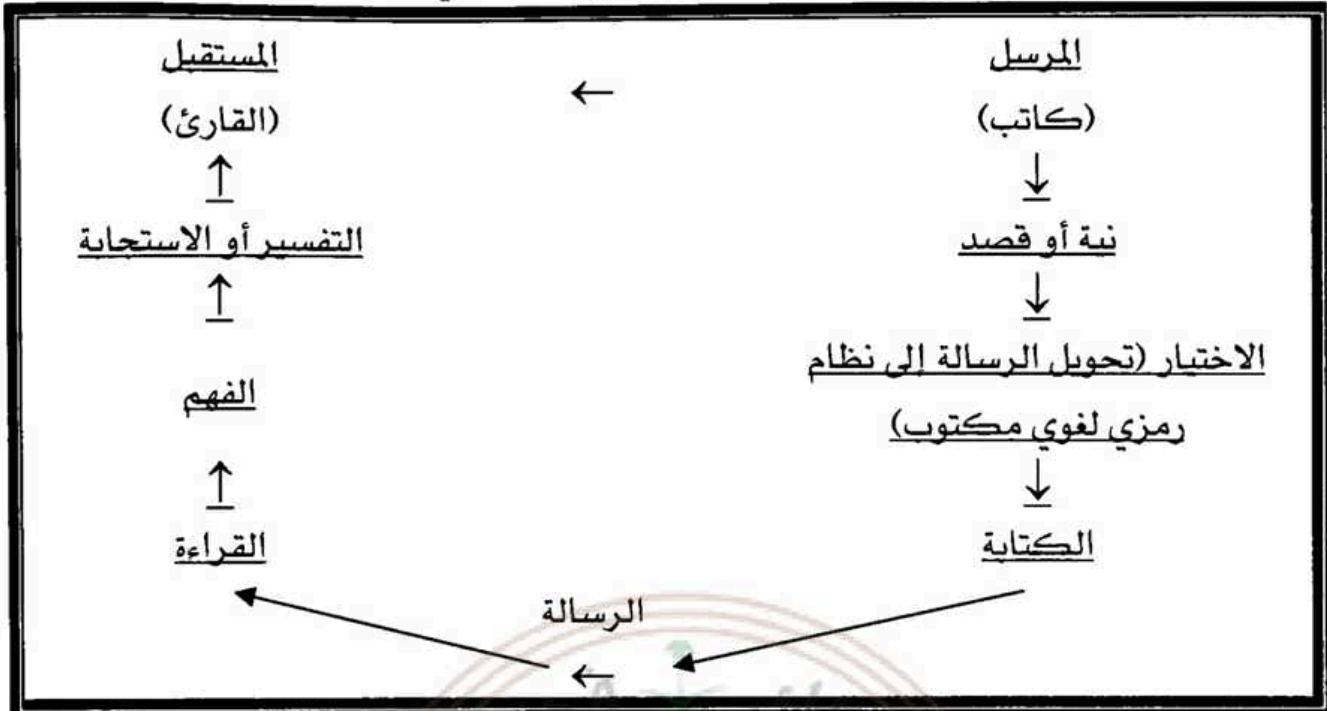 المرسل ← المستقبل
(كاتب) (القارئ)
↓ ↑
نية أو قصد التفسير أو الاستجابة
↓ ↑
الاختيار (تحويل الرسالة إلى نظام
رمزي لغوي مكتوب) الفهم
↓ ↑
الكتابة القراءة
الرسالة
←